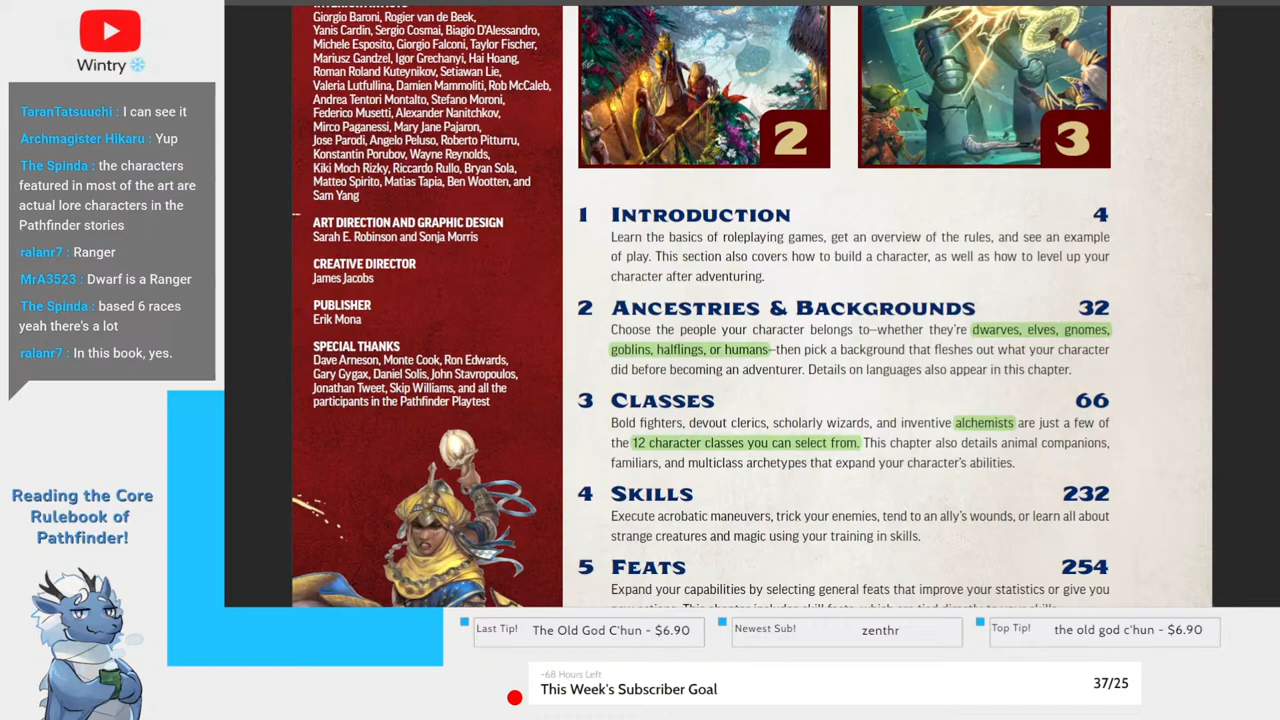 Wintry
TaranTatsuuchi : I can see it
Archmagister Hikaru : Yup
The Spinda : the characters
featured in most of the art are
actual lore characters in the
Pathfinder stories
ralanr7 : Ranger
MrA3523 : Dwarf is a Ranger
The Spinda : based 6 races
yeah there's a lot
ralanr7 : In this book, yes.
Reading the Core
Rulebook of
Pathfinder!
Giorgio Baroni, Rogier van de Beek,
Yanis Cardin, Sergio Cosmai, Biagio D'Alessandro,
Michele Esposito, Giorgio Falconi, Taylor Fischer,
Mariusz Gandzel, Igor Grechanyi, Hai Hoang,
Roman Roland Kuteynikov, Setiawan Lie,
Valeria Lutfullina, Damien Mammoliti, Rob McCaleb,
Andrea Tentori Montalto, Stefano Moroni,
Federico Musetti, Alexander Nanitchkov,
Mirco Paganessi, Mary Jane Pajaron,
Jose Parodi, Angelo Peluso, Roberto Pitturru,
Konstantin Porubov, Wayne Reynolds,
Kiki Moch Rizky, Riccardo Rullo, Bryan Sola,
Matteo Spirito, Matias Tapia, Ben Wootten, and
Sam Yang
ART DIRECTION AND GRAPHIC DESIGN
Sarah E. Robinson and Sonja Morris
CREATIVE DIRECTOR
James Jacobs
PUBLISHER
Erik Mona
SPECIAL THANKS
Dave Arneson, Monte Cook, Ron Edwards,
Gary Gygax, Daniel Solis, John Stavropoulos,
Jonathan Tweet, Skip Williams, and all the
participants in the Pathfinder Playtest
2
3
1 INTRODUCTION 4
Learn the basics of roleplaying games, get an overview of the rules, and see an example
of play. This section also covers how to build a character, as well as how to level up your
character after adventuring.
2 ANCESTRIES & BACKGROUNDS 32
Choose the people your character belongs to—whether they're dwarves, elves, gnomes,
goblins, halflings, or humans—then pick a background that fleshes out what your character
did before becoming an adventurer. Details on languages also appear in this chapter.
3 CLASSES 66
Bold fighters, devout clerics, scholarly wizards, and inventive alchemists are just a few of
the 12 character classes you can select from. This chapter also details animal companions,
familiars, and multiclass archetypes that expand your character's abilities.
4 SKILLS 232
Execute acrobatic maneuvers, trick your enemies, tend to an ally's wounds, or learn all about
strange creatures and magic using your training in skills.
5 FEATS 254
Expand your capabilities by selecting general feats that improve your statistics or give you
Last Tip! The Old God C'hun - $6.90
Newest Sub! zenthr
Top Tip! the old god c'hun - $6.90
-68 Hours Left
This Week's Subscriber Goal 37/25